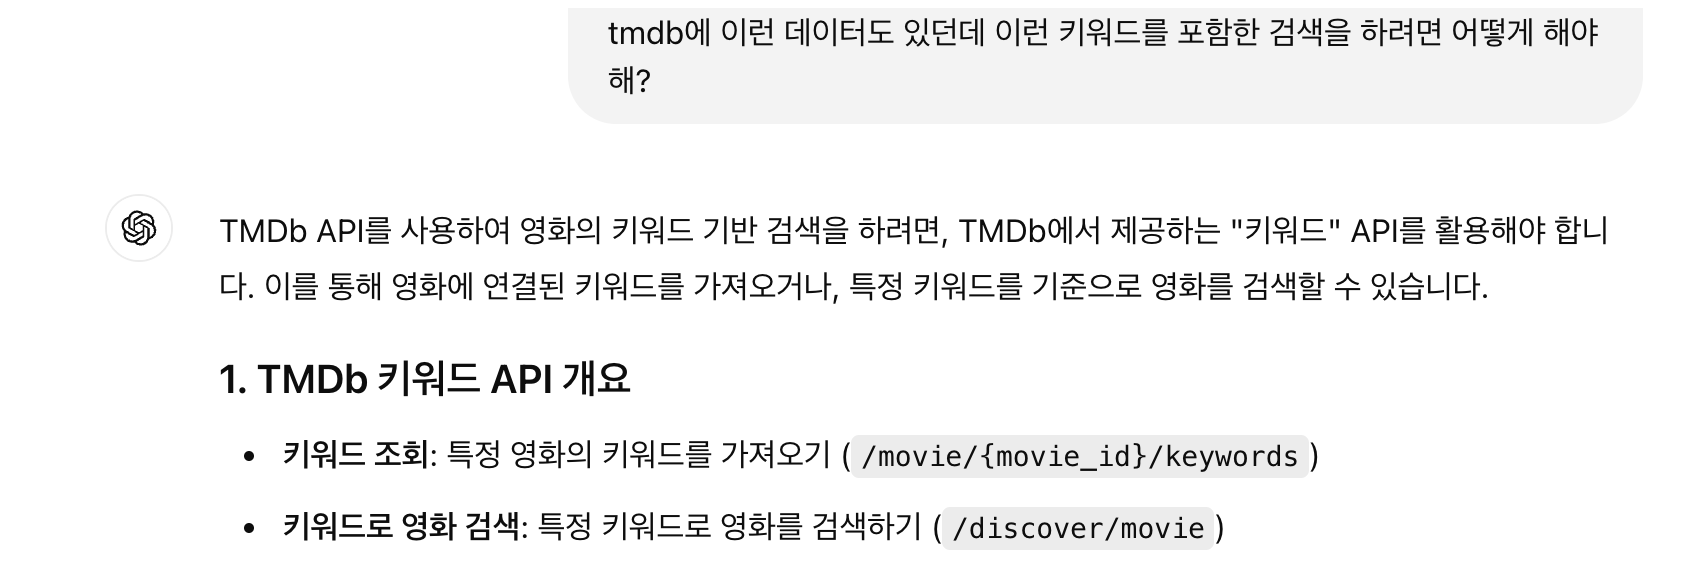 tmdb에 이런 데이터도 있던데 이런 키워드를 포함한 검색을 하려면 어떻게 해야
해?
TMDb API를 사용하여 영화의 키워드 기반 검색을 하려면, TMDb에서 제공하는 "키워드" API를 활용해야 합니
다. 이를 통해 영화에 연결된 키워드를 가져오거나, 특정 키워드를 기준으로 영화를 검색할 수 있습니다.
1. TMDb 키워드 API 개요
• 키워드 조회: 특정 영화의 키워드를 가져오기 ( /movie/{movie_id}/keywords )
• 키워드로 영화 검색: 특정 키워드로 영화를 검색하기 ( /discover/movie )